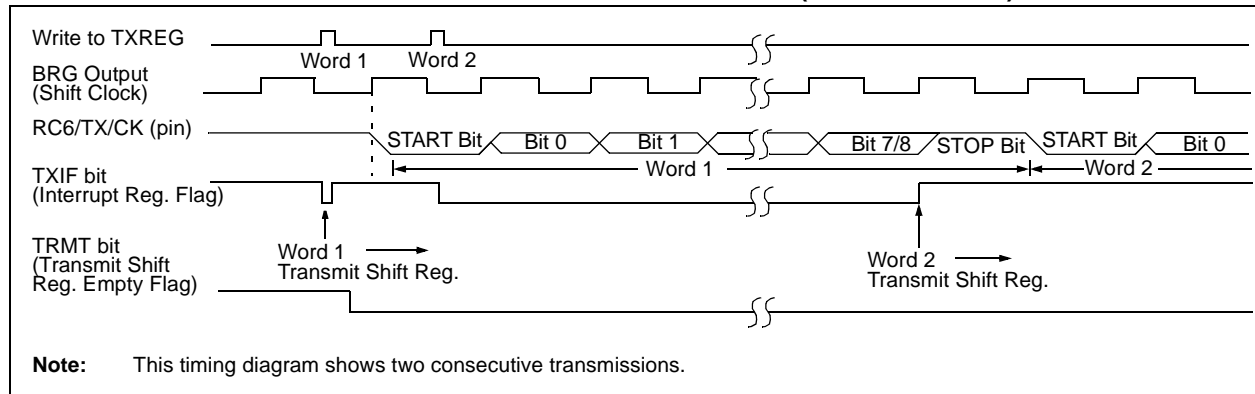 Write to TXREG
Word 1
Word 2
BRG Output
(Shift Clock)
RC6/TX/CK (pin)
START Bit
Bit 0
Bit 1
Bit 7/8
STOP Bit
START Bit
Bit 0
Word 1
Word 2
TXIF bit
(Interrupt Reg. Flag)
Word 1
Transmit Shift Reg.
Word 2
Transmit Shift Reg.
TRMT bit
(Transmit Shift
Reg. Empty Flag)
Note: This timing diagram shows two consecutive transmissions.